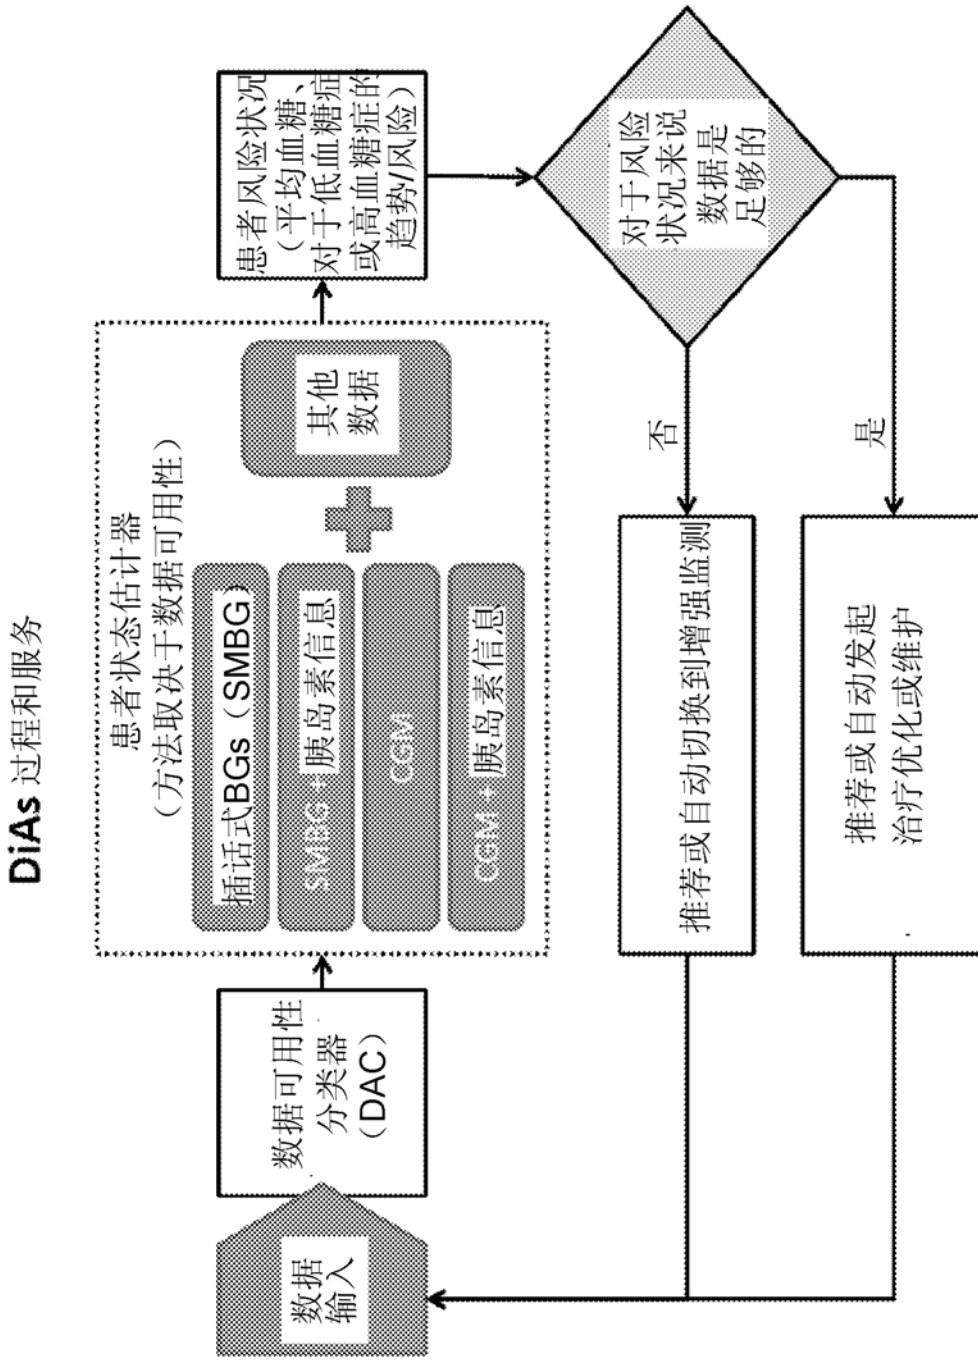 DiAs 过程和服务
数据
输入
数据可用性
分类器
（DAC）
患者状态估计器
（方法取决于数据可用性）
插话式BGs（SMBG）
SMBG + 胰岛素信息
CGM
CGM + 胰岛素信息
其他
数据
患者风险状况
（平均血糖、
对于低血糖症
或高血糖症的
趋势/风险）
对于风险
状况来说
数据是
足够的
否
是
推荐或自动切换到增强监测
推荐或自动发起
治疗优化或维护